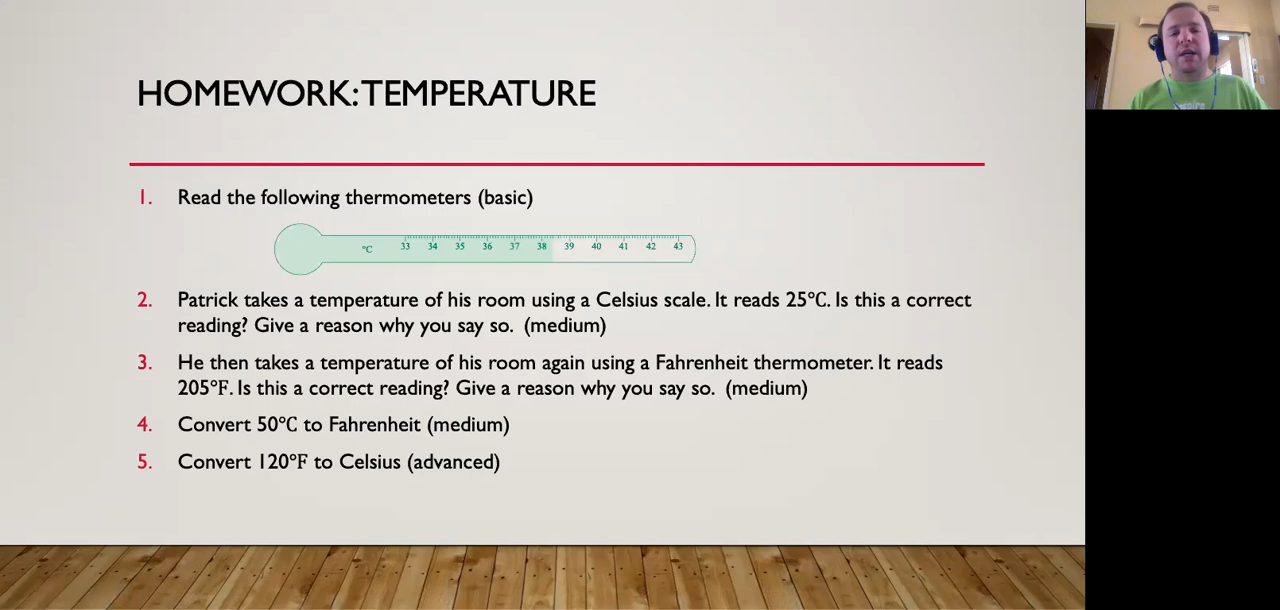 HOMEWORK: TEMPERATURE
1. Read the following thermometers (basic)
°C 33 34 35 36 37 38 39 40 41 42 43
2. Patrick takes a temperature of his room using a Celsius scale. It reads 25°C. Is this a correct
reading? Give a reason why you say so. (medium)
3. He then takes a temperature of his room again using a Fahrenheit thermometer. It reads
205°F. Is this a correct reading? Give a reason why you say so. (medium)
4. Convert 50°C to Fahrenheit (medium)
5. Convert 120°F to Celsius (advanced)